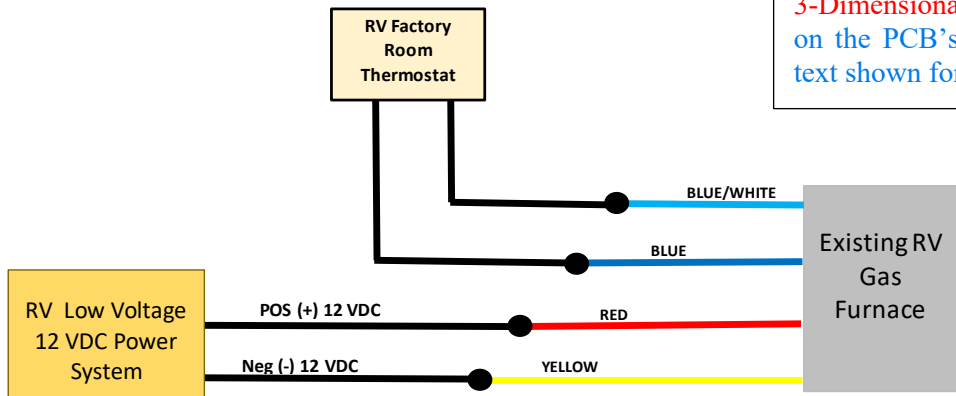 3-Dimensiona
on the PCB's
text shown for
RV Factory
Room
Thermostat
BLUE/WHITE
BLUE
Existing RV
Gas
Furnace
RV Low Voltage
12 VDC Power
System
POS (+) 12 VDC
RED
Neg (-) 12 VDC
YELLOW